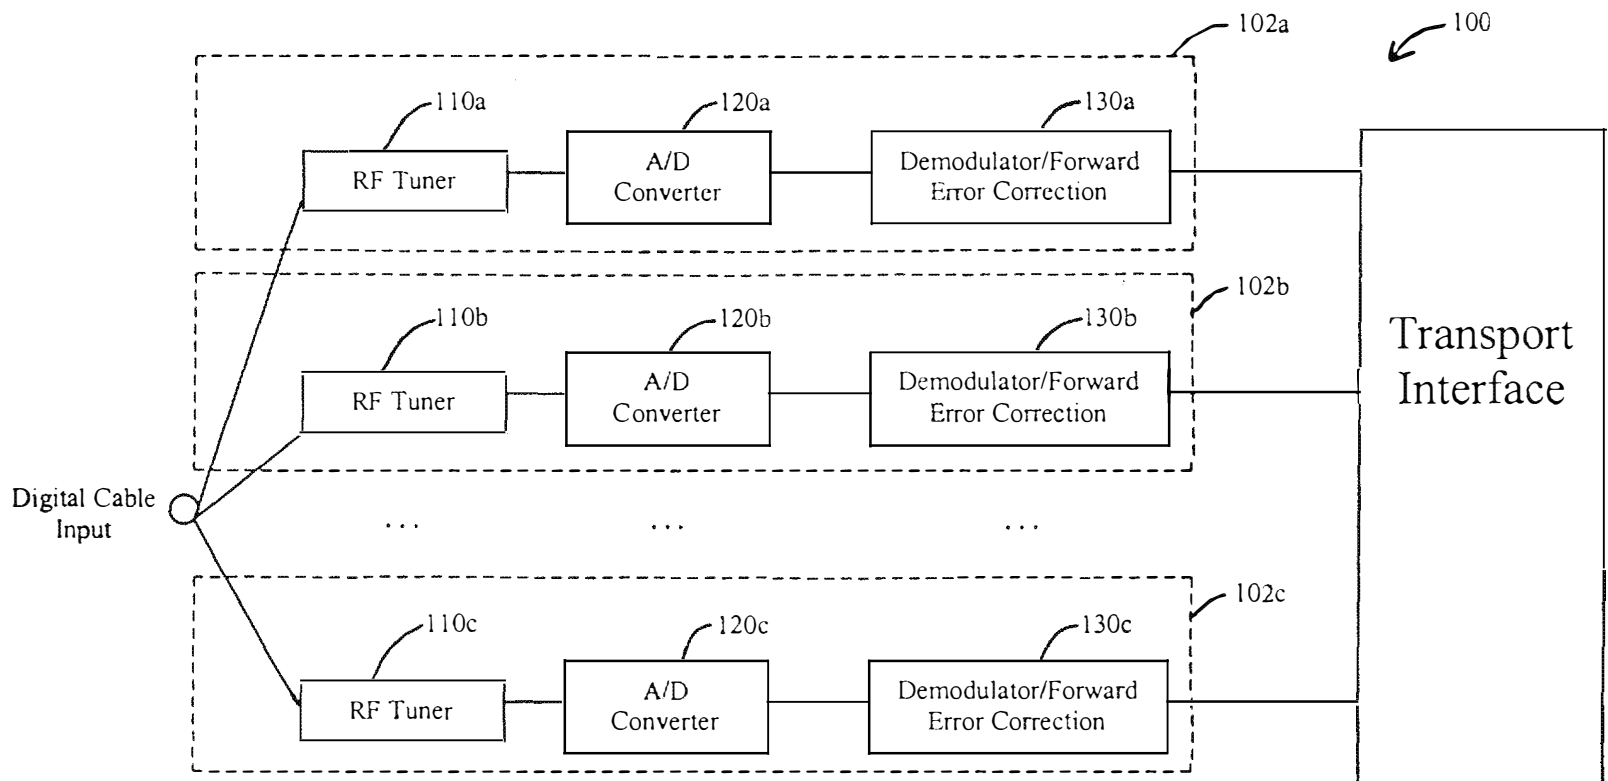 102a
100
110a
120a
130a
RF Tuner
A/D
Converter
Demodulator/Forward
Error Correction
102b
110b
120b
130b
RF Tuner
A/D
Converter
Demodulator/Forward
Error Correction
Transport
Interface
Digital Cable
Input
...
...
...
102c
110c
120c
130c
RF Tuner
A/D
Converter
Demodulator/Forward
Error Correction